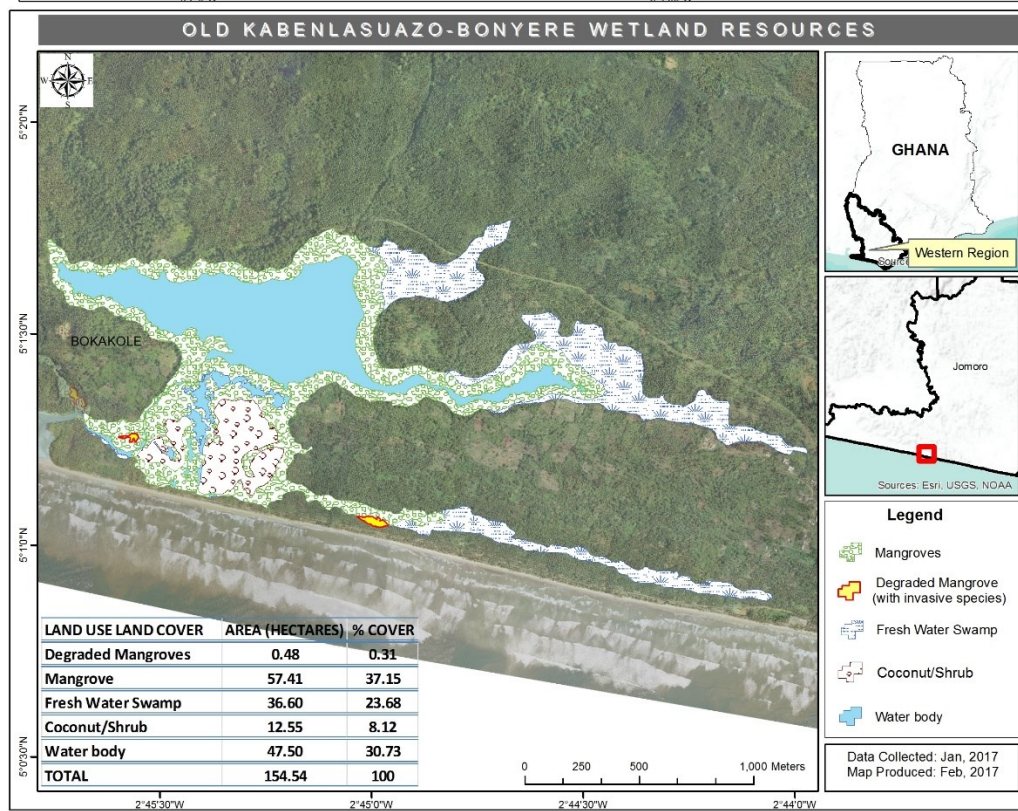 OLD KABENLASUAZO-BONYERE WETLAND RESOURCES
N
W E
S
5°2'0"N
5°1'30"N
5°1'0"N
5°0'30"N
BOKAKOLE
LAND USE LAND COVER AREA (HECTARES) % COVER
Degraded Mangroves 0.48 0.31
Mangrove 57.41 37.15
Fresh Water Swamp 36.60 23.68
Coconut/Shrub 12.55 8.12
Water body 47.50 30.73
TOTAL 154.54 100
0 250 500 1,000 Meters
2°45'30"W 2°45'0"W 2°44'30"W 2°44'0"W
GHANA
Western Region
Sourc
Jomoro
Sources: Esri, USGS, NOAA
Legend
Mangroves
Degraded Mangrove
(with invasive species)
Fresh Water Swamp
Coconut/Shrub
Water body
Data Collected: Jan, 2017
Map Produced: Feb, 2017